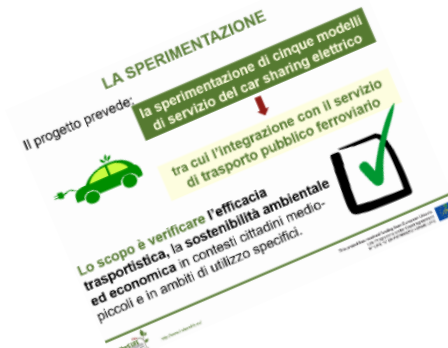 LA SPERIMENTAZIONE
Il progetto prevede:
la sperimentazione di cinque modelli
di servizio del car sharing elettrico
tra cui l'integrazione con il servizio
di trasporto pubblico ferroviario
Lo scopo è verificare l'efficacia
trasportistica, la sostenibilità ambientale
ed economica in contesti cittadini medio-
piccoli e in ambiti di utilizzo specifici.